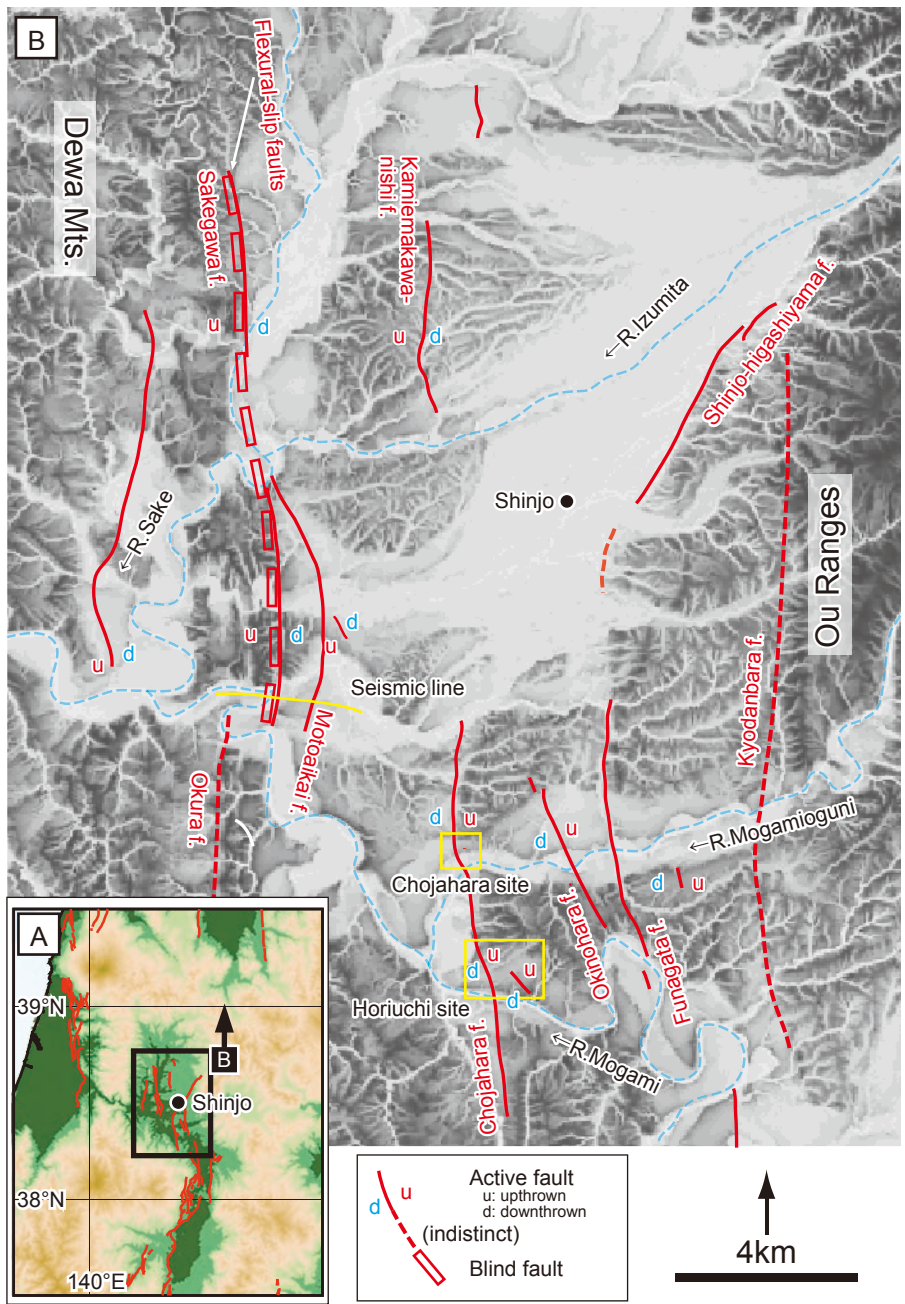 B
Flexural-slip faults
Dewa Mts.
Sakegawa f.
Kamiemakawa-
nishi f.
u
d
u
d
←R.Izumita
Shinjo-higashiyama f.
Shinjo
←R.Sake
Ou Ranges
u
d
d
u
u
d
Seismic line
Kyodanbara f.
Motoaikai f.
Okura f.
d
u
d
u
←R.Mogamioguni
Chojahara site
d
u
Okinohara f.
Funagata f.
u
d
u
d
Horiuchi site
←R.Mogami
Chojahara f.
A
39°N
B
Shinjo
38°N
140°E
Active fault
u: upthrown
d: downthrown
u
d
(indistinct)
Blind fault
4km